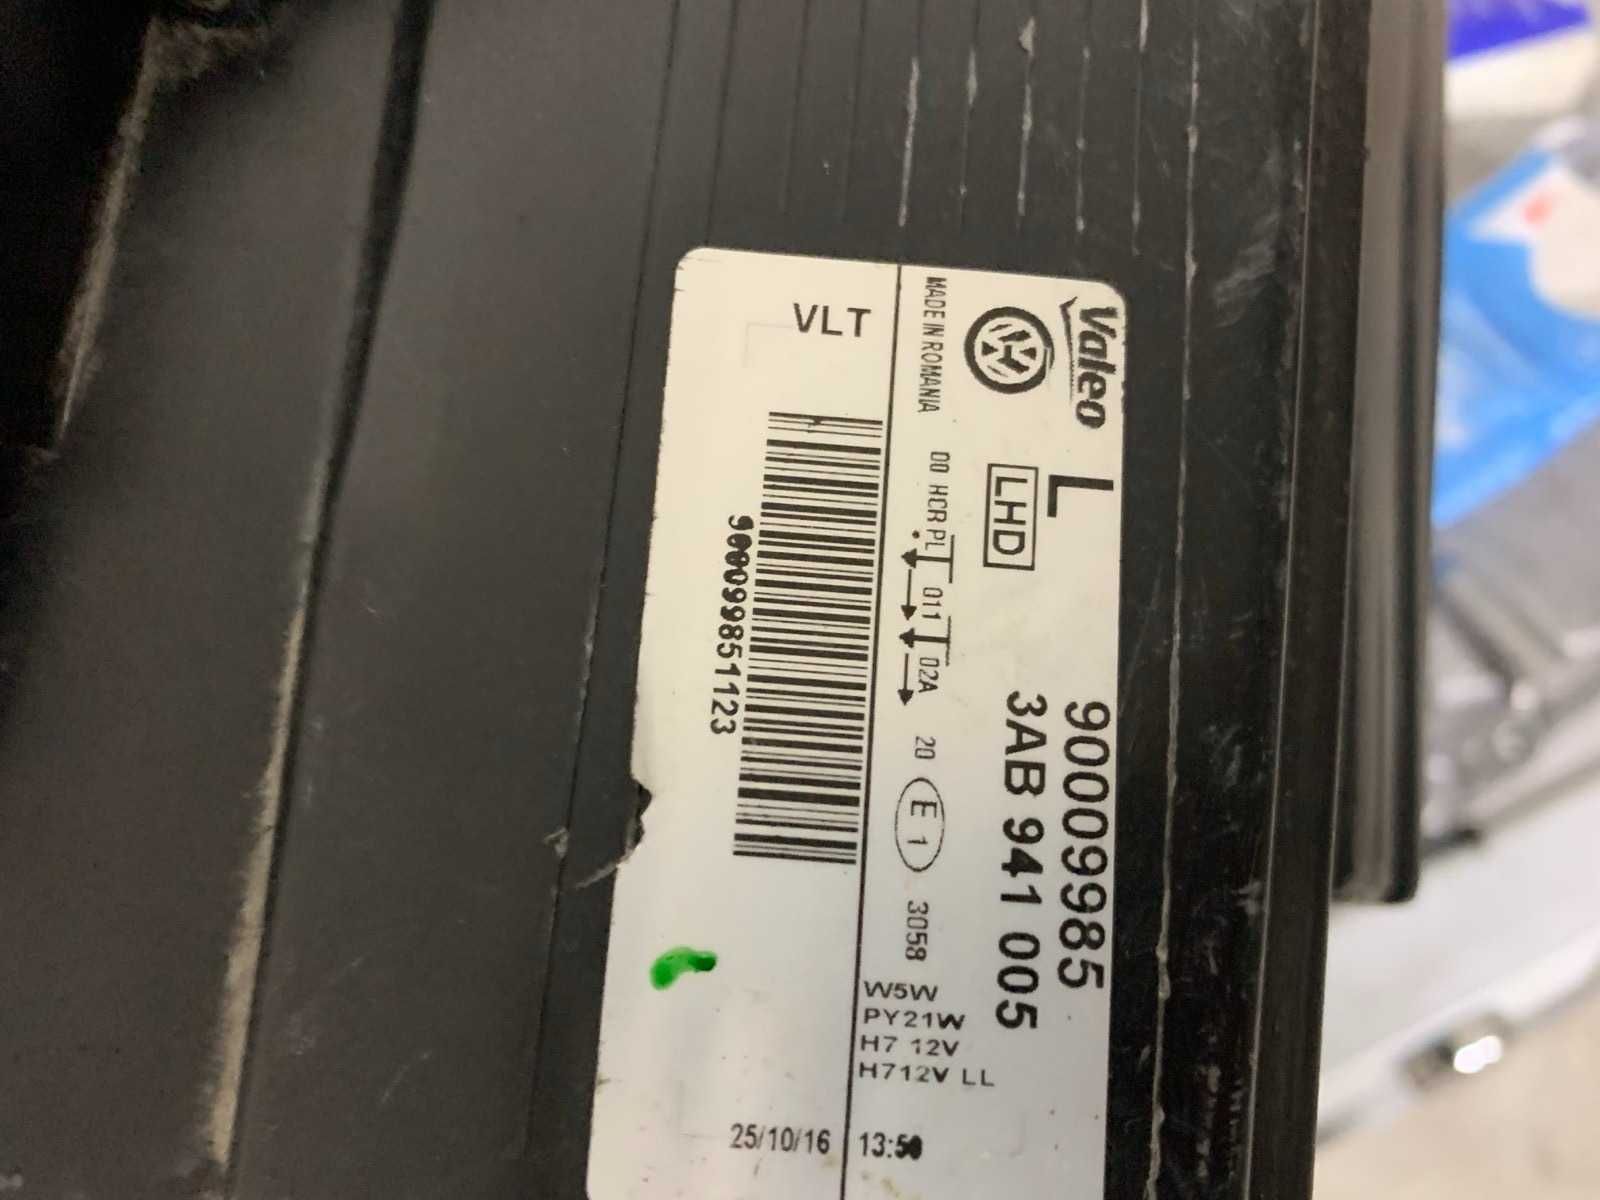 Valeo L 90009985
LHD 3AB 941 005
MADE IN ROMANIA 00 HCR PL 011 02A 20 E 1 3058
W5W
PY21W
H7 12V
H712V LL
VLT
900099851123
25/10/16 13:50